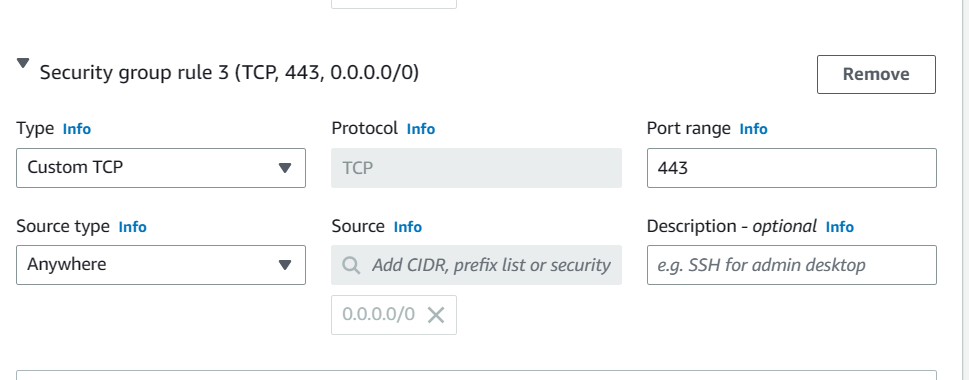 Security group rule 3 (TCP, 443, 0.0.0.0/0)
Remove
Type Info
Protocol Info
Port range Info
Custom TCP
TCP
443
Source type Info
Source Info
Description - optional Info
Anywhere
Add CIDR, prefix list or security
e.g. SSH for admin desktop
0.0.0.0/0